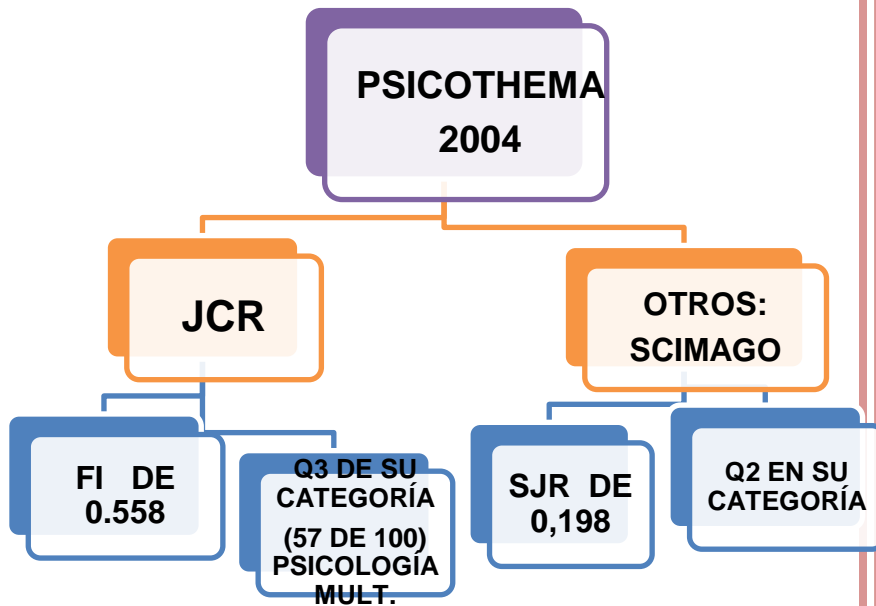 PSICOTHEMA
2004
JCR
OTROS:
SCIMAGO
FI DE
0.558
Q3 DE SU
CATEGORÍA
(57 DE 100)
PSICOLOGÍA
MULT.
SJR DE
0,198
Q2 EN SU
CATEGORÍA